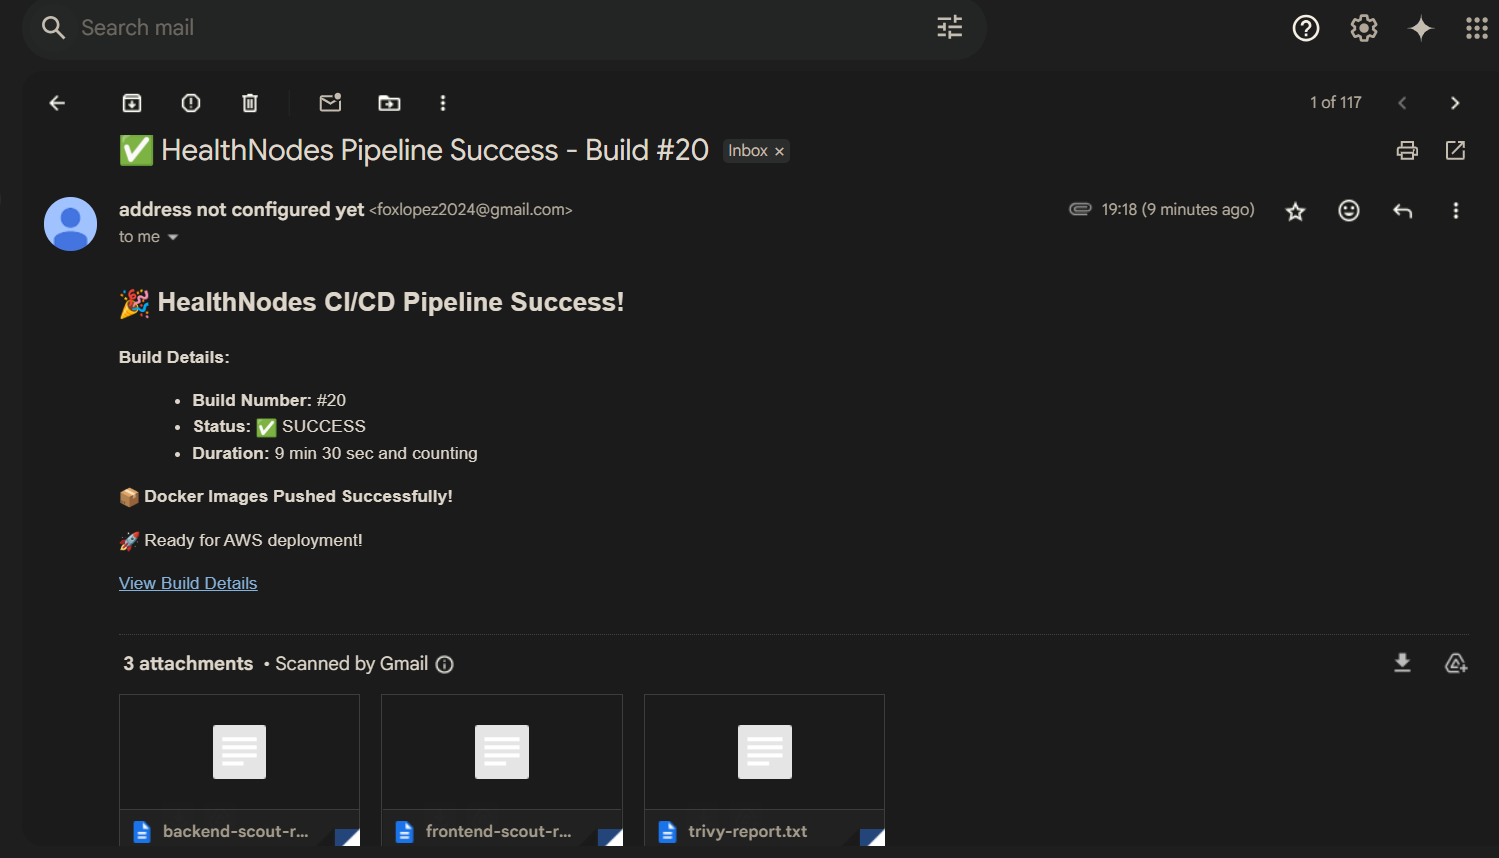 Search mail
1 of 117
✅ HealthNodes Pipeline Success - Build #20 Inbox ×
address not configured yet <foxlopez2024@gmail.com> 19:18 (9 minutes ago)
to me
🎉 HealthNodes CI/CD Pipeline Success!
Build Details:
• Build Number: #20
• Status: ✅ SUCCESS
• Duration: 9 min 30 sec and counting
📦 Docker Images Pushed Successfully!
🚀 Ready for AWS deployment!
View Build Details
3 attachments • Scanned by Gmail
backend-scout-r... frontend-scout-r... trivy-report.txt